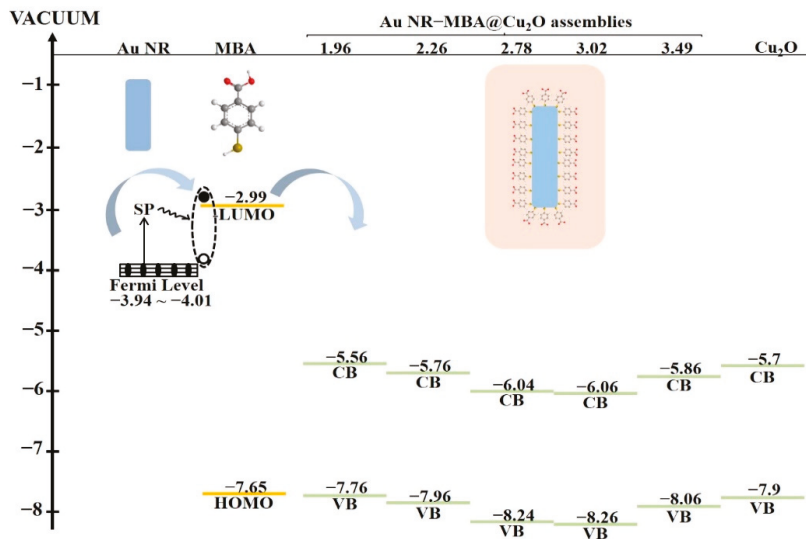 VACUUM
Au NR−MBA@Cu₂O assemblies
Au NR MBA 1.96 2.26 2.78 3.02 3.49 Cu₂O
−1
−2
−2.99
−3
SP
LUMO
−4
Fermi Level
−3.94 ~ −4.01
−5
−5.56 −5.76 −6.04 −6.06 −5.86 −5.7
CB CB CB CB CB CB
−6
−7
−7.65 −7.76 −7.96 −8.24 −8.26 −8.06 −7.9
HOMO VB VB VB VB VB VB
−8